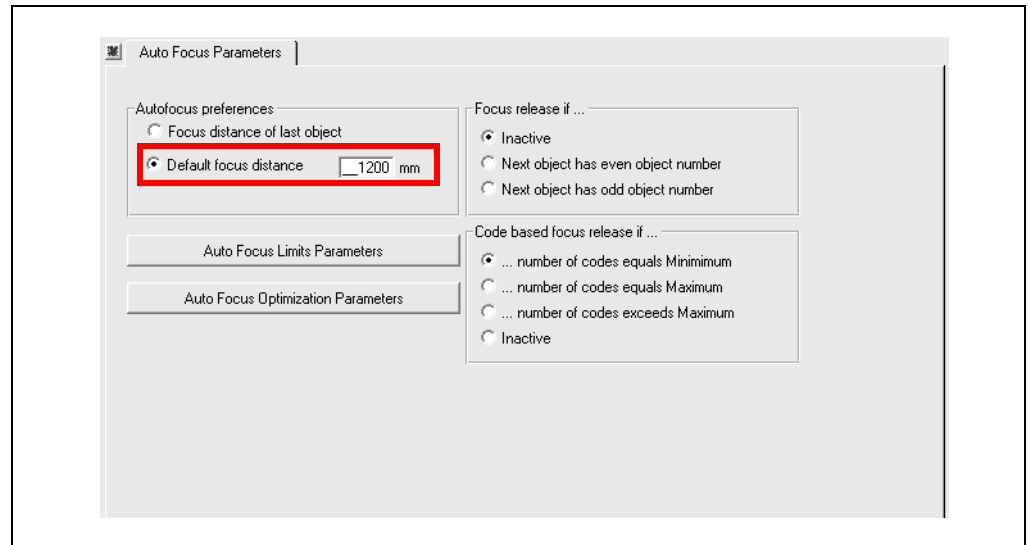 Auto Focus Parameters
Autofocus preferences
Focus distance of last object
Default focus distance __1200 mm
Auto Focus Limits Parameters
Auto Focus Optimization Parameters
Focus release if ...
Inactive
Next object has even object number
Next object has odd object number
Code based focus release if ...
... number of codes equals Minimimum
... number of codes equals Maximum
... number of codes exceeds Maximum
Inactive